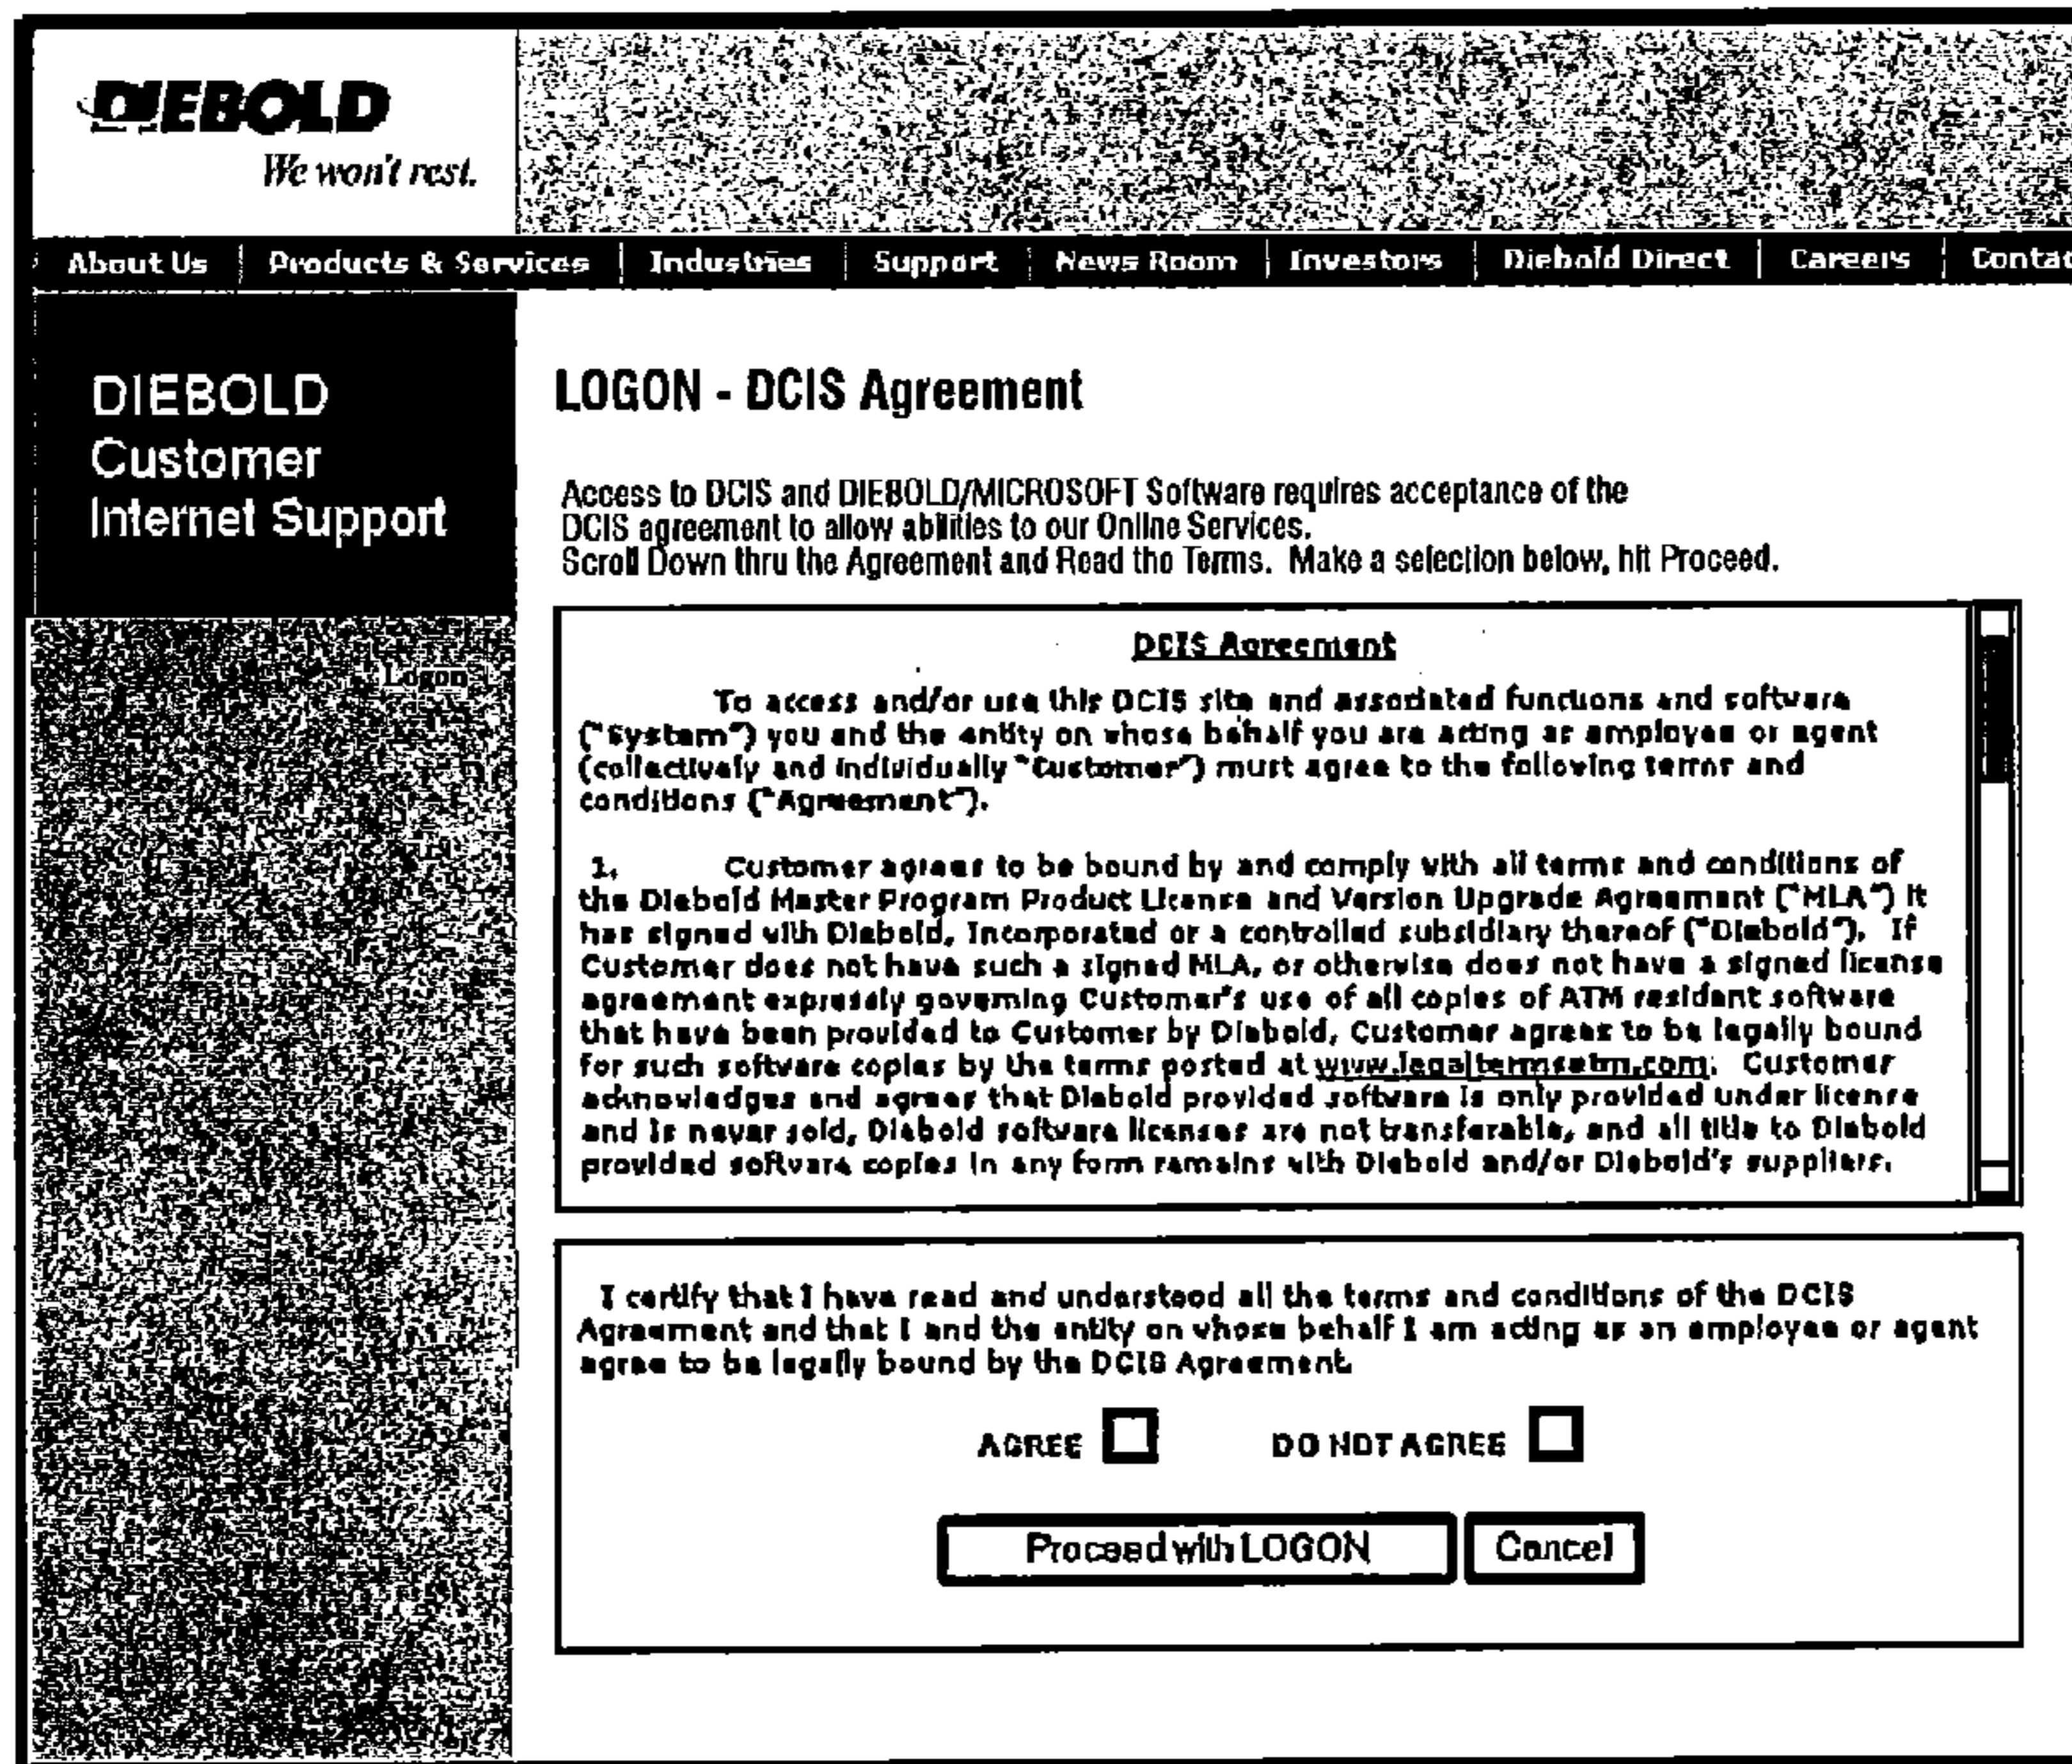 DIEBOLD
We won't rest.
About Us | Products & Services | Industries | Support | News Room | Investors | Diebold Direct | Careers | Contac
DIEBOLD
Customer
Internet Support
Logon
LOGON - DCIS Agreement
Access to DCIS and DIEBOLD/MICROSOFT Software requires acceptance of the
DCIS agreement to allow abilities to our Online Services.
Scroll Down thru the Agreement and Read the Terms. Make a selection below, hit Proceed.
DCIS Agreement
To access and/or use this DCIS site and associated functions and software
("System") you and the entity on whose behalf you are acting as employee or agent
(collectively and individually "Customer") must agree to the following terms and
conditions ("Agreement").
1. Customer agrees to be bound by and comply with all terms and conditions of
the Diebold Master Program Product License and Version Upgrade Agreement ("MLA") it
has signed with Diebold, Incorporated or a controlled subsidiary thereof ("Diebold"). If
Customer does not have such a signed MLA, or otherwise does not have a signed license
agreement expressly governing Customer's use of all copies of ATM resident software
that have been provided to Customer by Diebold, Customer agrees to be legally bound
for such software copies by the terms posted at www.legaltermsatm.com. Customer
acknowledges and agrees that Diebold provided software is only provided under license
and is never sold, Diebold software licenses are not transferable, and all title to Diebold
provided software copies in any form remains with Diebold and/or Diebold's suppliers.
I certify that I have read and understood all the terms and conditions of the DCIS
Agreement and that I and the entity on whose behalf I am acting as an employee or agent
agree to be legally bound by the DCIS Agreement.
AGREE DO NOT AGREE
Proceed with LOGON Cancel